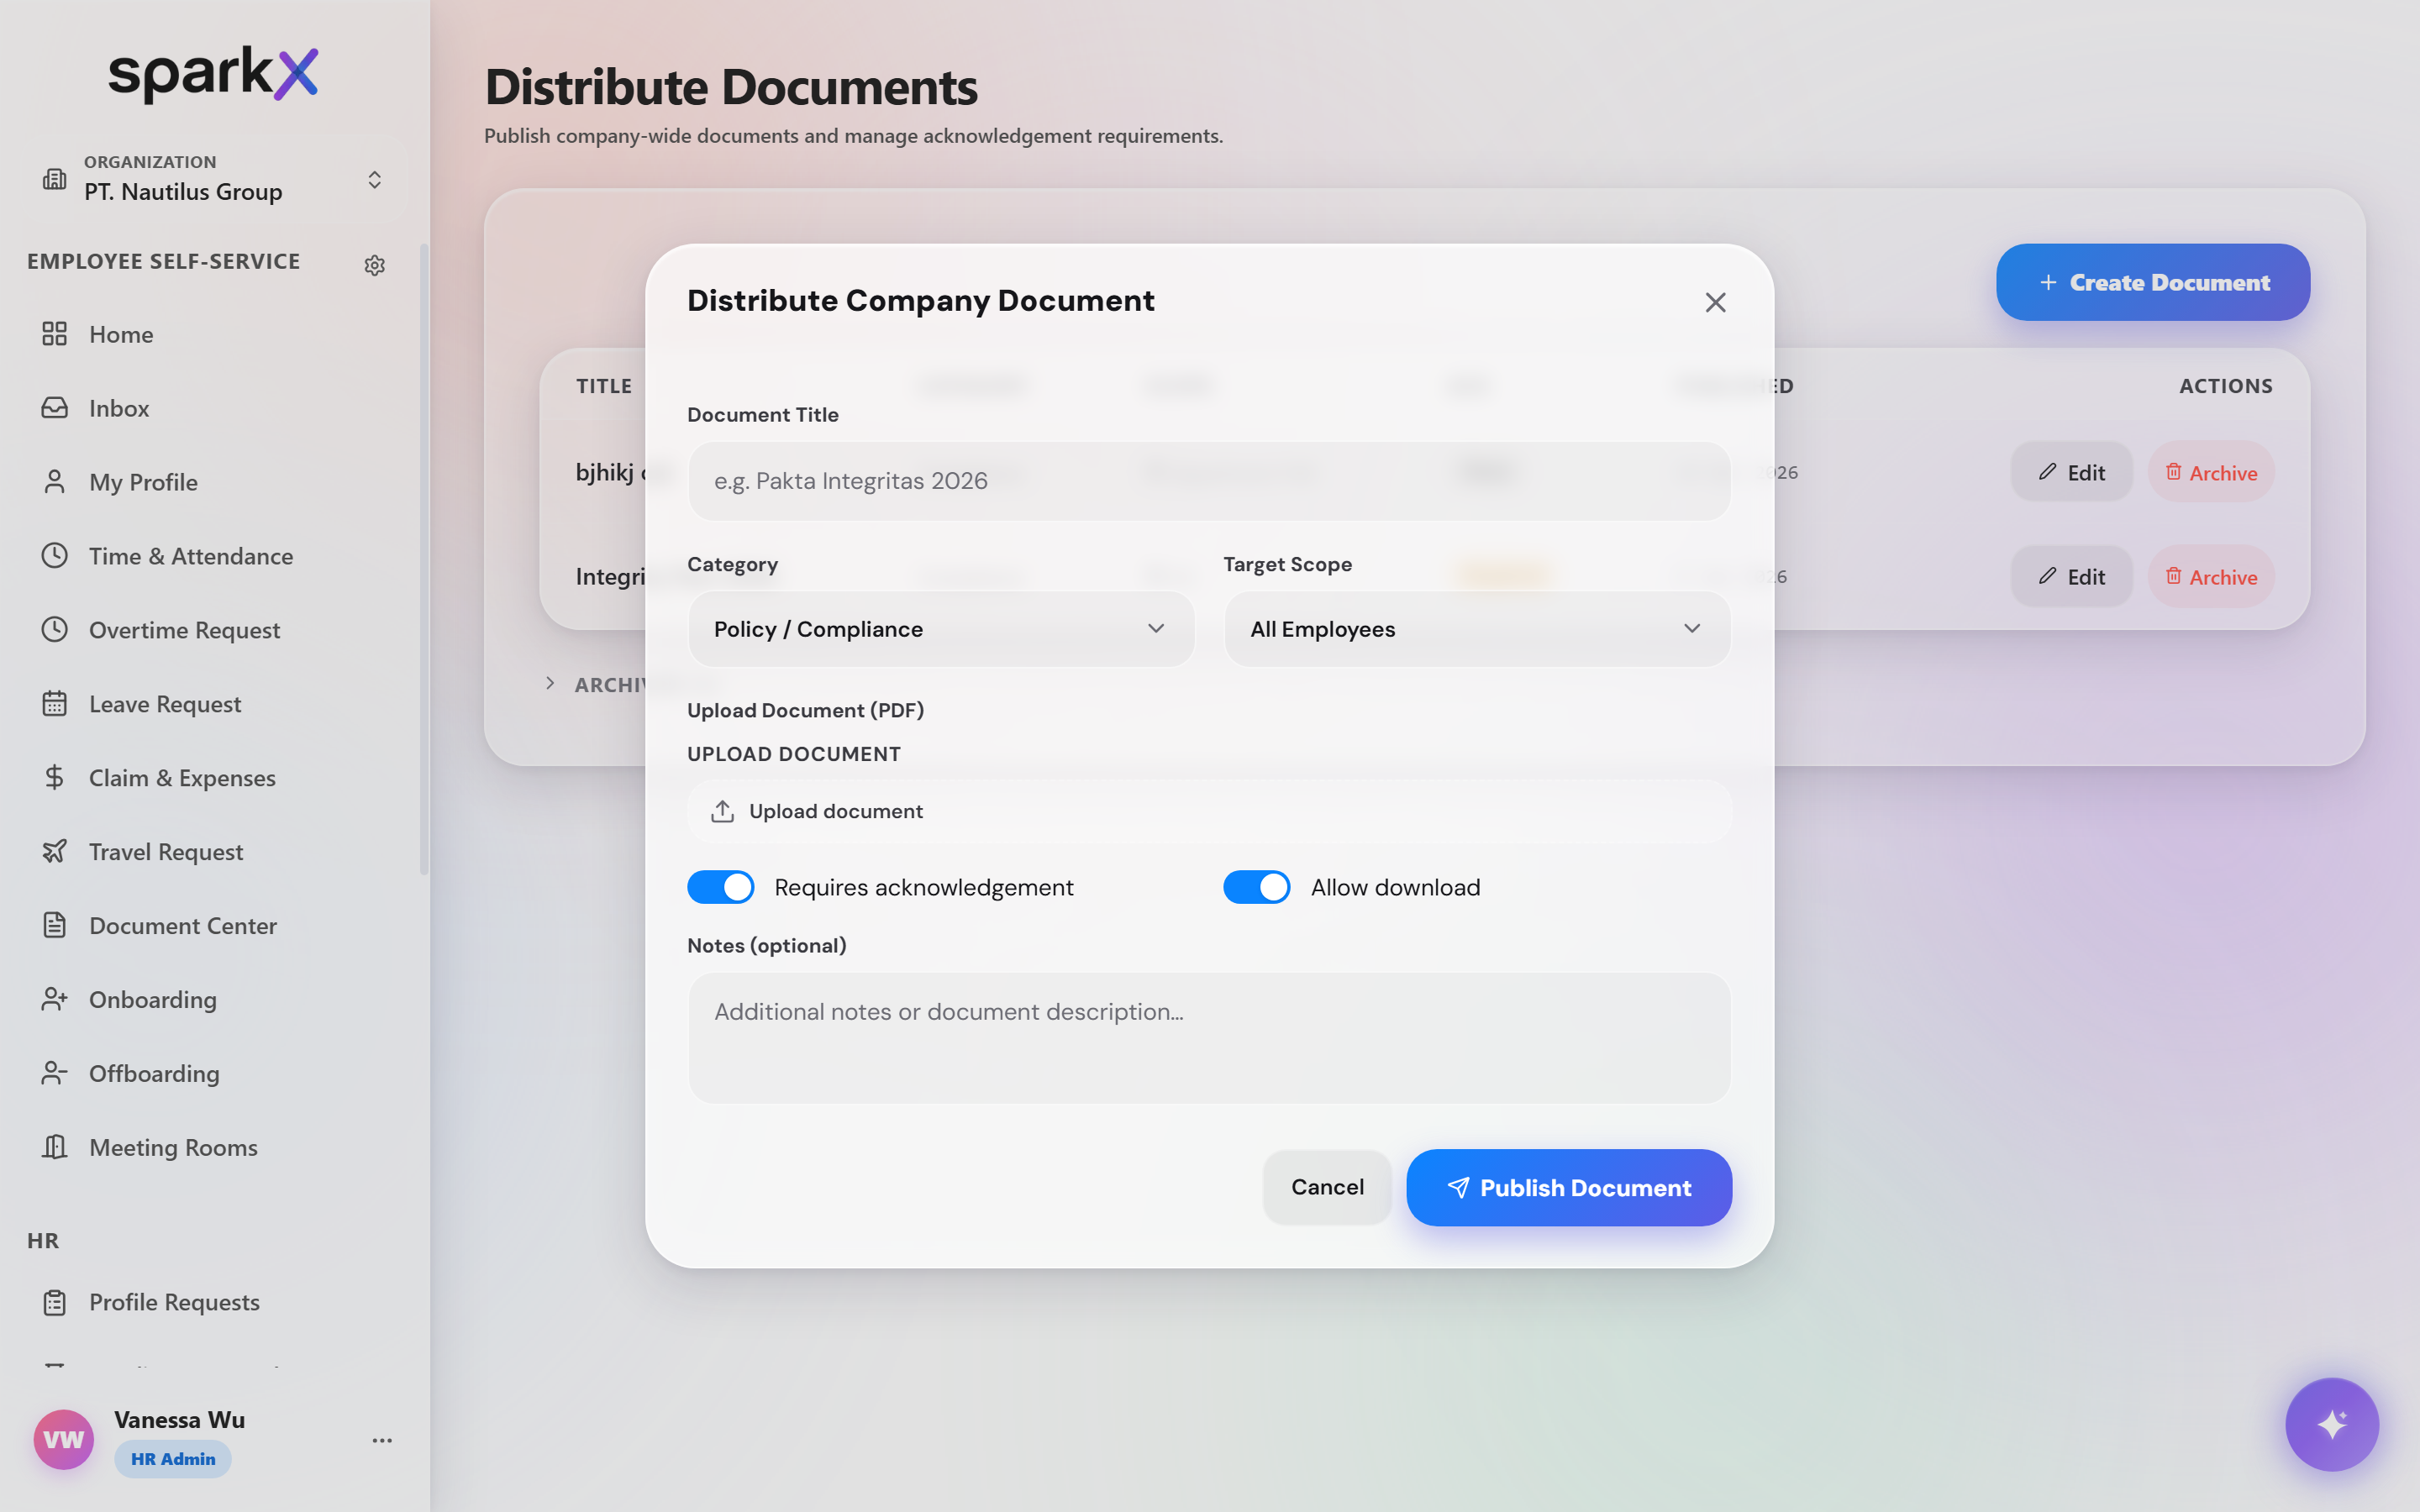 sparkX
ORGANIZATION
PT. Nautilus Group
EMPLOYEE SELF-SERVICE
Home
Inbox
My Profile
Time & Attendance
Overtime Request
Leave Request
Claim & Expenses
Travel Request
Document Center
Onboarding
Offboarding
Meeting Rooms
HR
Profile Requests
VW
Vanessa Wu
HR Admin
Distribute Documents
Publish company-wide documents and manage acknowledgement requirements.
+ Create Document
TITLE
ACTIONS
bjhikj
Edit
Archive
Edit
Archive
Distribute Company Document
Document Title
e.g. Pakta Integritas 2026
Category
Target Scope
Policy / Compliance
All Employees
Upload Document (PDF)
UPLOAD DOCUMENT
Upload document
Requires acknowledgement
Allow download
Notes (optional)
Additional notes or document description...
Cancel
Publish Document